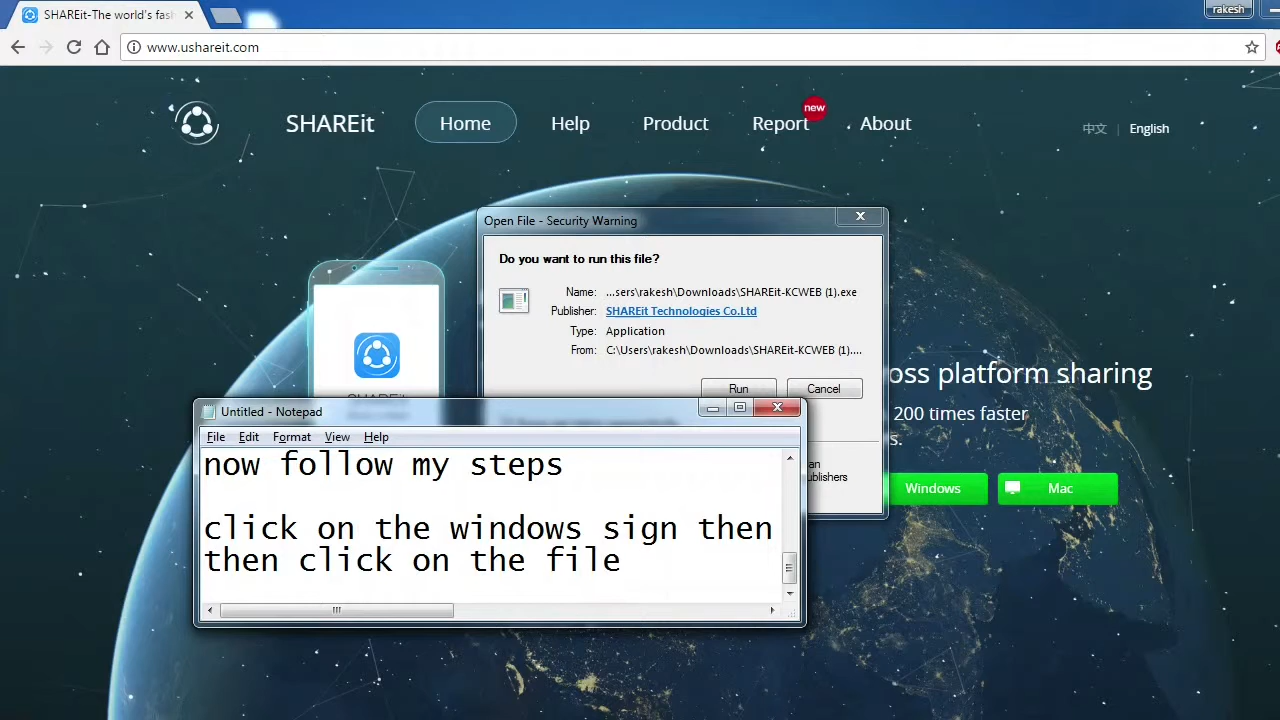 SHAREit-The world's fas
rakesh
www.ushareit.com
SHAREit
Home
Help
Product
Report
new
About
中文 | English
Open File - Security Warning
Do you want to run this file?
Name: ...sers\rakesh\Downloads\SHAREit-KCWEB (1).exe
Publisher: SHAREit Technologies Co.Ltd
Type: Application
From: C:\Users\rakesh\Downloads\SHAREit-KCWEB (1)....
Run
Cancel
oss platform sharing
200 times faster
s.
an
ublishers
Windows
Mac
Untitled - Notepad
File Edit Format View Help
now follow my steps
click on the windows sign then
then click on the file